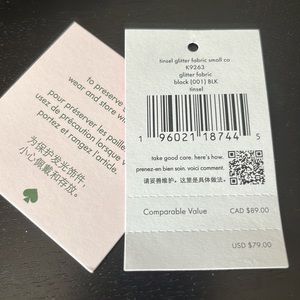 to preserve
wear and store wi
pour préserver les paille
usez de précaution lorsque v
portez et rangez l'article.
为保护发光饰件，
小心佩戴和存放。
tinsel glitter fabric small ca
K9263
glitter fabric
black (001) BLK
tinsel
1 96021 18744 5
take good care. here's how.
prenez-en bien soin. voici comment.
请妥善维护。这里是具体做法。
Comparable Value CAD $89.00
USD $79.00